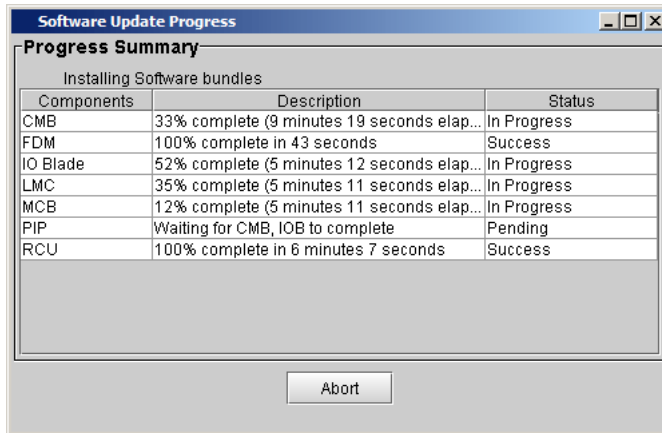 Software Update Progress
Progress Summary
Installing Software bundles
Components Description Status
CMB 33% complete (9 minutes 19 seconds elap... In Progress
FDM 100% complete in 43 seconds Success
IO Blade 52% complete (5 minutes 12 seconds elap... In Progress
LMC 35% complete (5 minutes 11 seconds elap... In Progress
MCB 12% complete (5 minutes 11 seconds elap... In Progress
PIP Waiting for CMB, IOB to complete Pending
RCU 100% complete in 6 minutes 7 seconds Success
Abort